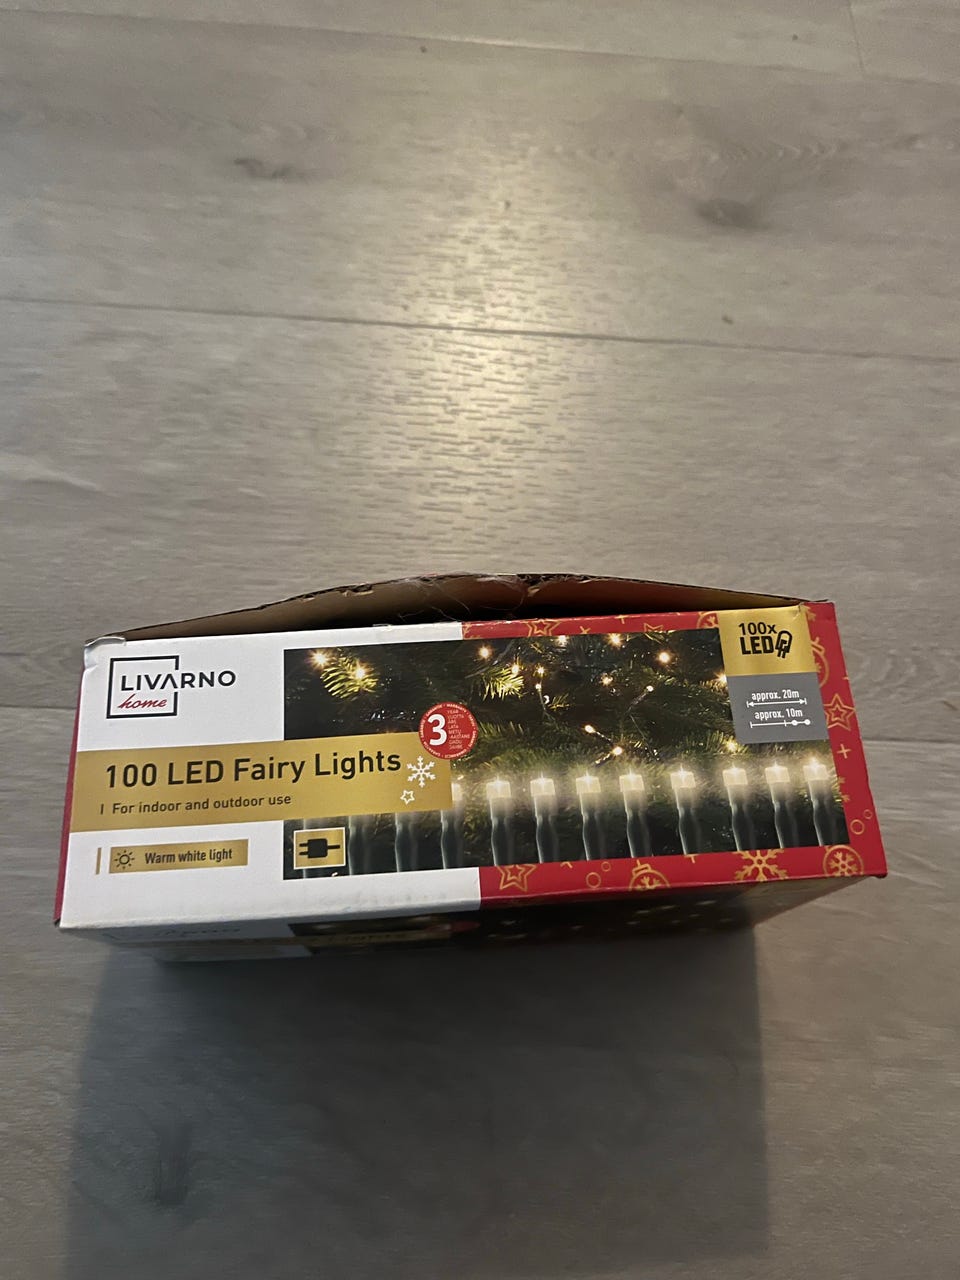 LIVARNO
home
100 LED Fairy Lights
For indoor and outdoor use
Warm white light
3
100x
LED
approx. 20m
approx. 10m